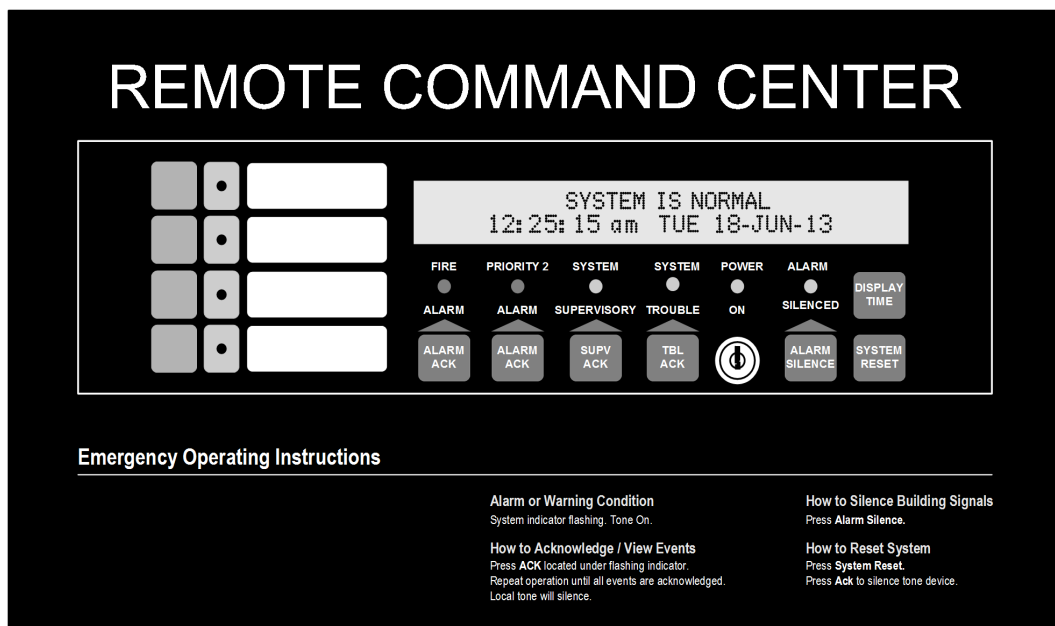 REMOTE COMMAND CENTER
SYSTEM IS NORMAL
12:25:15 am TUE 18-JUN-13
FIRE PRIORITY 2 SYSTEM SYSTEM POWER ALARM
ALARM ALARM SUPERVISORY TROUBLE ON SILENCED
DISPLAY
TIME
ALARM
ACK
ALARM
ACK
SUPV
ACK
TBL
ACK
ALARM
SILENCE
SYSTEM
RESET
Emergency Operating Instructions
Alarm or Warning Condition
System indicator flashing. Tone On.
How to Acknowledge / View Events
Press ACK located under flashing indicator.
Repeat operation until all events are acknowledged.
Local tone will silence.
How to Silence Building Signals
Press Alarm Silence.
How to Reset System
Press System Reset.
Press Ack to silence tone device.